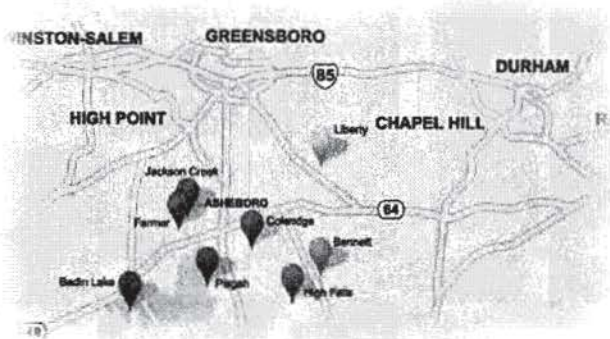 WINSTON-SALEM
GREENSBORO
85
DURHAM
HIGH POINT
Liberty
CHAPEL HILL
R
Jackson Creek
ASHEBORO
Farmer
Coleridge
64
Bennett
Badin Lake
Pisgah
High Falls